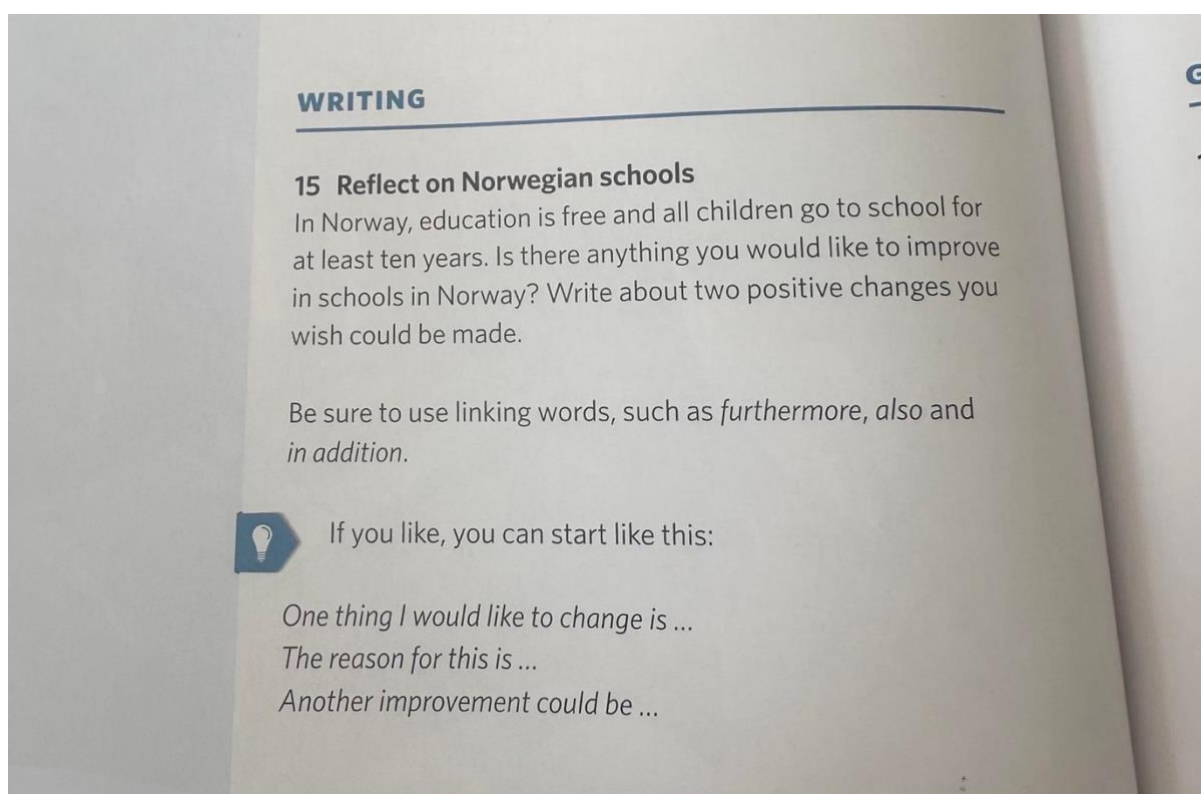 WRITING
15 Reflect on Norwegian schools
In Norway, education is free and all children go to school for
at least ten years. Is there anything you would like to improve
in schools in Norway? Write about two positive changes you
wish could be made.
Be sure to use linking words, such as furthermore, also and
in addition.
If you like, you can start like this:
One thing I would like to change is ...
The reason for this is ...
Another improvement could be ...